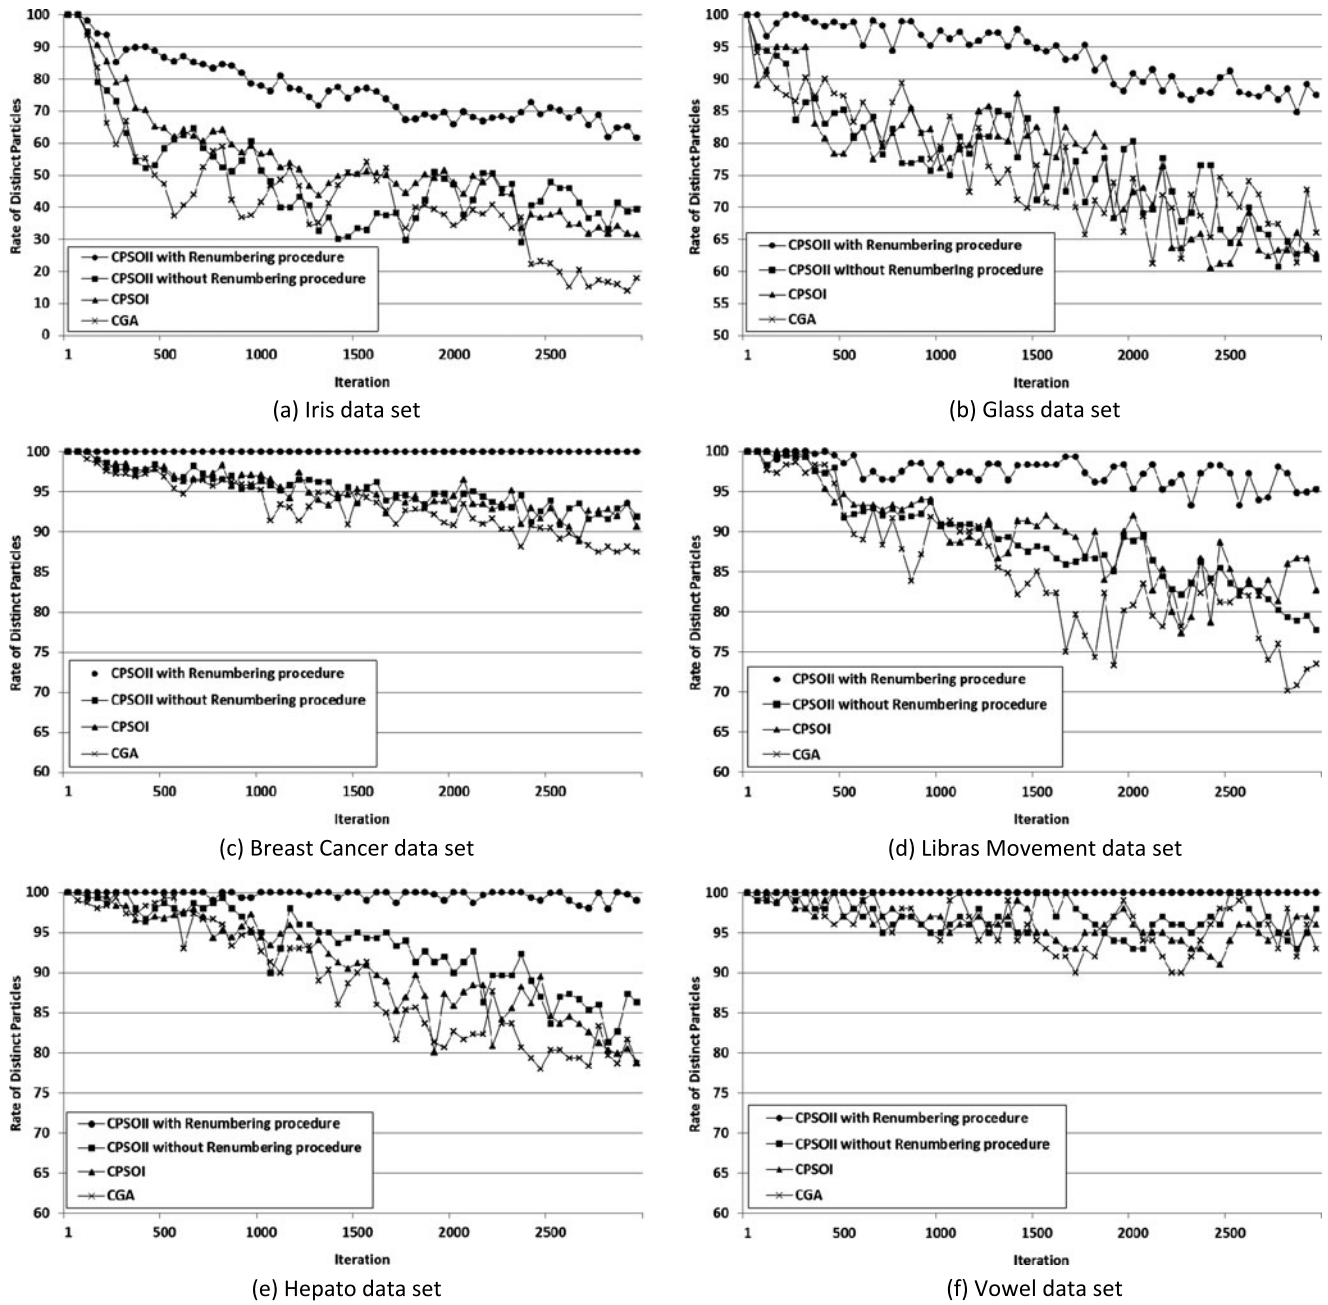 Rate of Distinct Particles
100
90
80
70
60
50
40
30
20
10
0
CPSOII with Renumbering procedure
CPSOII without Renumbering procedure
CPSOI
CGA
1 500 1000 1500 2000 2500
Iteration
(a) Iris data set
Rate of Distinct Particles
100
95
90
85
80
75
70
65
60
55
50
CPSOII with Renumbering procedure
CPSOII without Renumbering procedure
CPSOI
CGA
1 500 1000 1500 2000 2500
Iteration
(b) Glass data set
Rate of Distinct Particles
100
95
90
85
80
75
70
65
60
CPSOII with Renumbering procedure
CPSOII without Renumbering procedure
CPSOI
CGA
1 500 1000 1500 2000 2500
Iteration
(c) Breast Cancer data set
Rate of Distinct Particles
100
95
90
85
80
75
70
65
60
CPSOII with Renumbering procedure
CPSOII without Renumbering procedure
CPSOI
CGA
1 500 1000 1500 2000 2500
Iteration
(d) Libras Movement data set
Rate of Distinct Particles
100
95
90
85
80
75
70
65
60
CPSOII with Renumbering procedure
CPSOII without Renumbering procedure
CPSOI
CGA
1 500 1000 1500 2000 2500
Iteration
(e) Hepato data set
Rate of Distinct Particles
100
95
90
85
80
75
70
65
60
CPSOII with Renumbering procedure
CPSOII without Renumbering procedure
CPSOI
CGA
1 500 1000 1500 2000 2500
Iteration
(f) Vowel data set